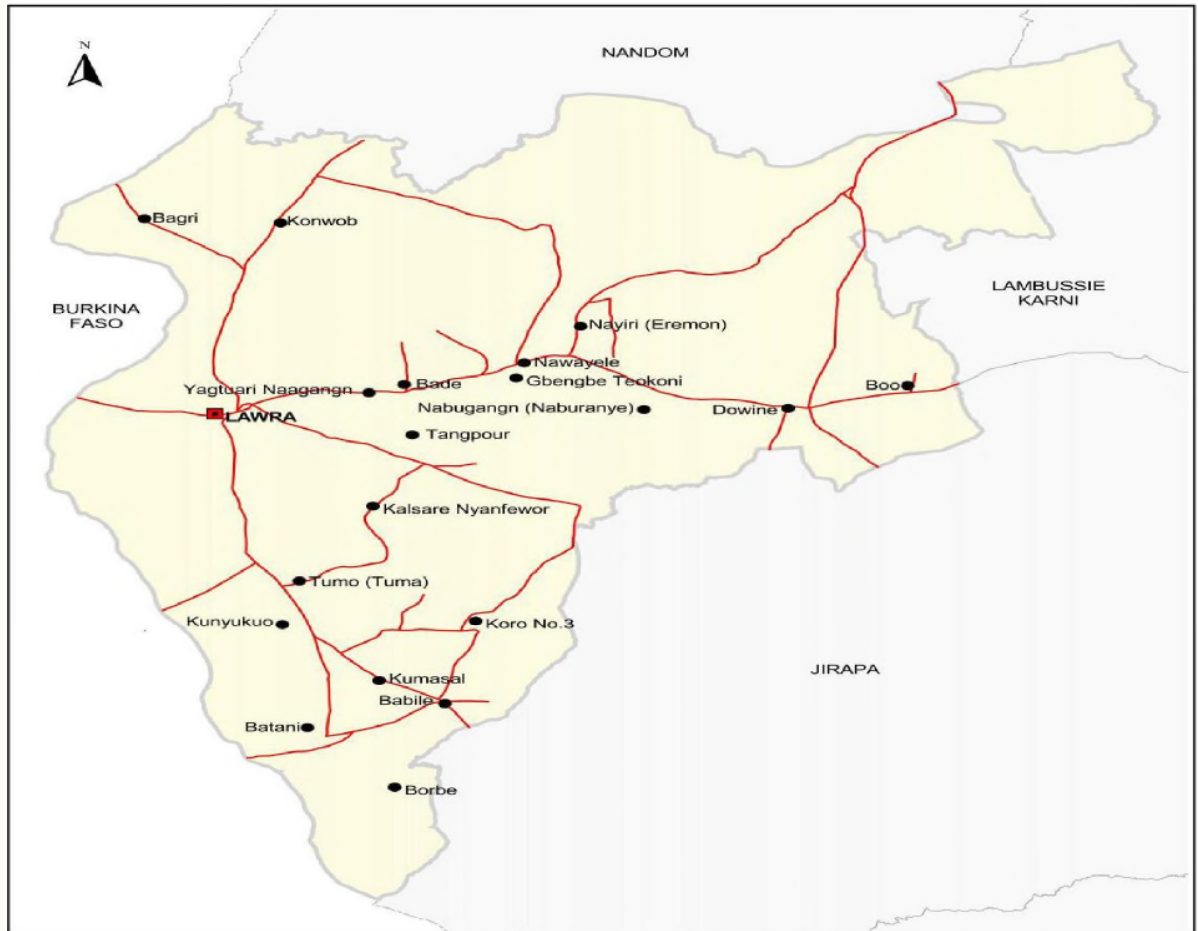 N
NANDOM
Bagri
Konwob
LAMBUSSIE
KARNI
BURKINA
FASO
Nayiri (Eremon)
Nawayele
Yagtuari Naagangn
Bade
Gbengbe Teokoni
Boo
Nabugangn (Naburanye)
Dowine
LAWRA
Tangpour
Kalsare Nyanfewor
Tumo (Tuma)
Kunyukuo
Koro No.3
JIRAPA
Kumasal
Babile
Batani
Borbe